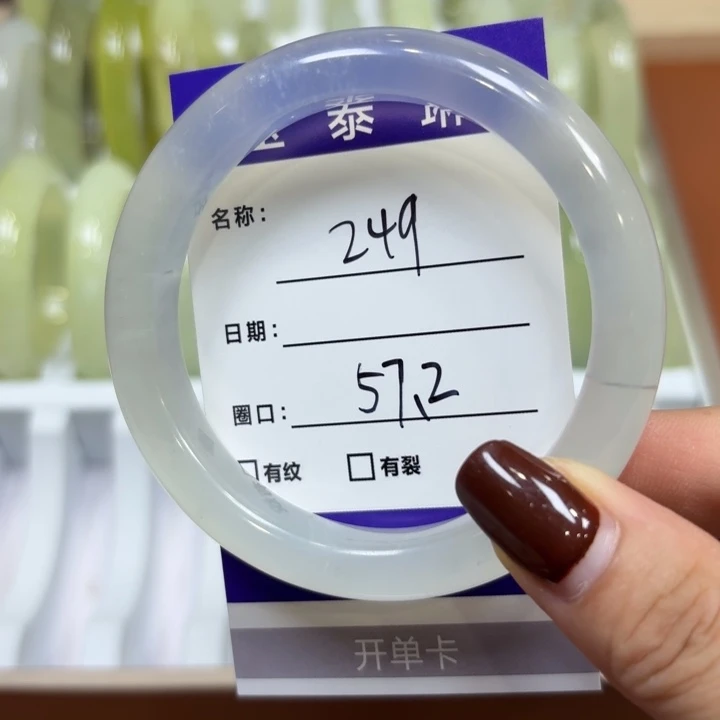 泰
名称: 249
日期:
圈口: 57.2
有纹 有裂
开单卡